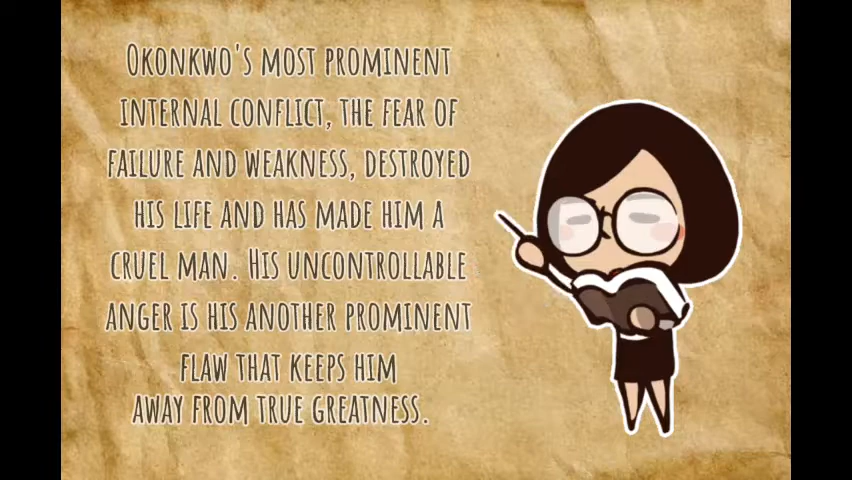 OKONKWO'S MOST PROMINENT
INTERNAL CONFLICT, THE FEAR OF
FAILURE AND WEAKNESS, DESTROYED
HIS LIFE AND HAS MADE HIM A
CRUEL MAN. HIS UNCONTROLLABLE
ANGER IS HIS ANOTHER PROMINENT
FLAW THAT KEEPS HIM
AWAY FROM TRUE GREATNESS.